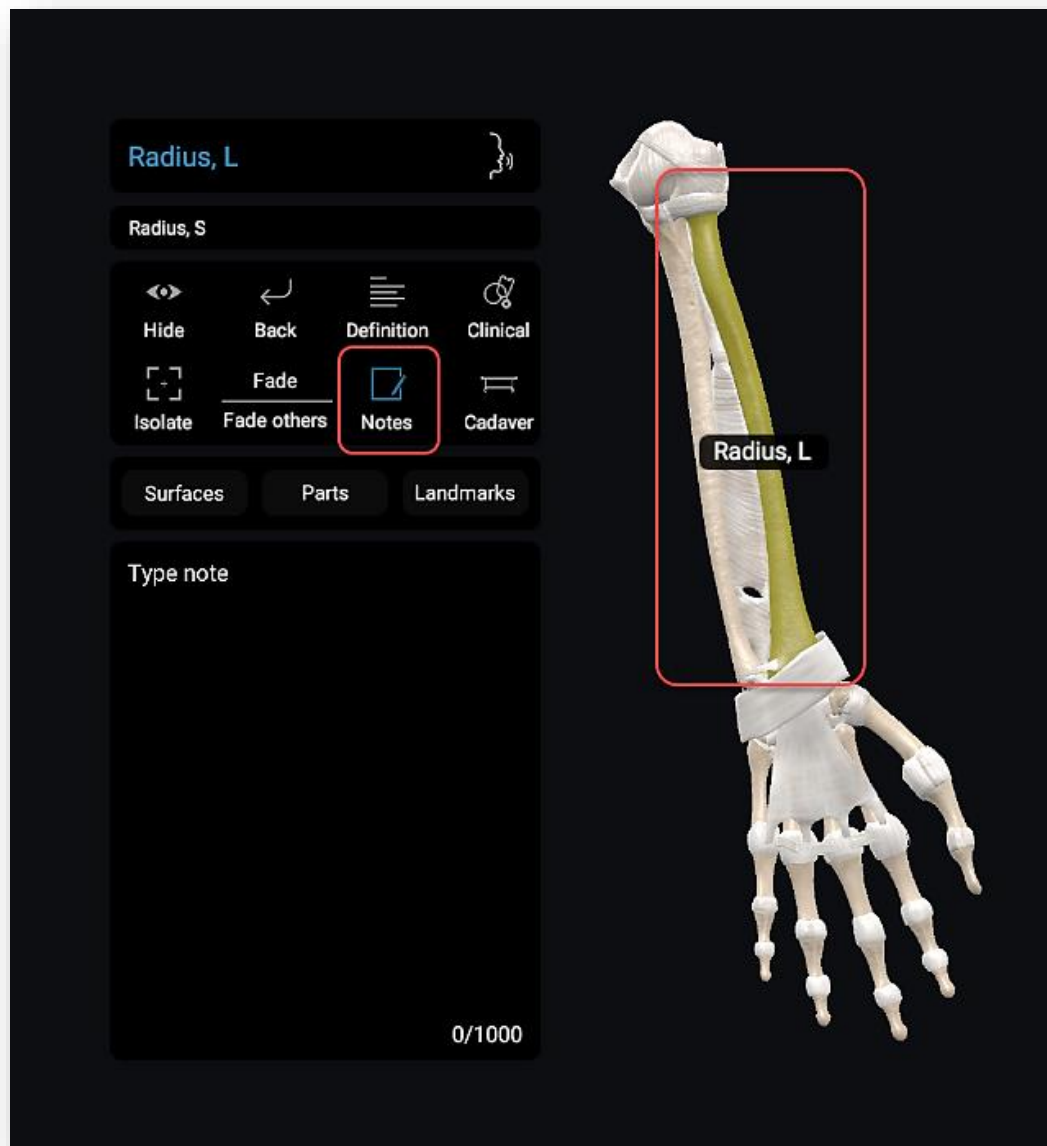 Radius, L
Radius, S
Hide Back Definition Clinical
Isolate Fade Notes Cadaver
Fade others
Surfaces Parts Landmarks
Type note
0/1000
Radius, L